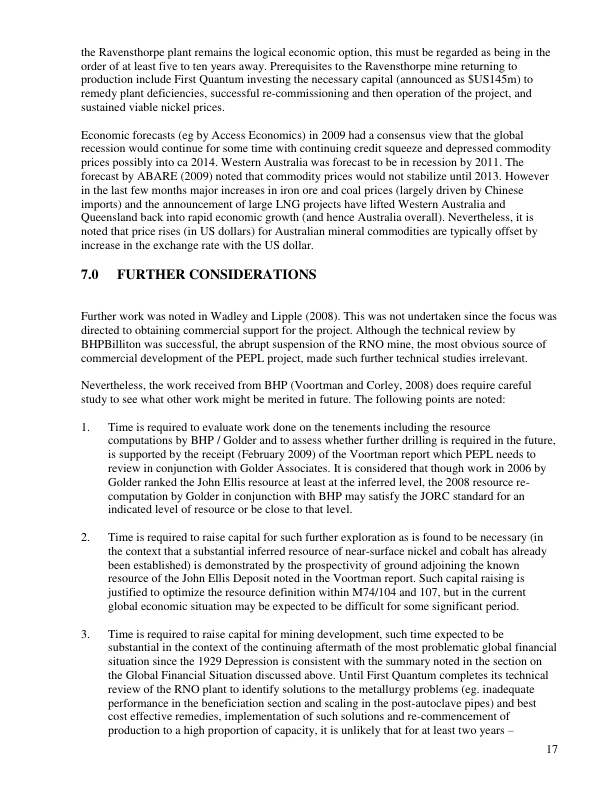 the Ravensthorpe plant remains the logical economic option, this must be regarded as being in the
order of at least five to ten years away. Prerequisites to the Ravensthorpe mine returning to
production include First Quantum investing the necessary capital (announced as $US145m) to
remedy plant deficiencies, successful re-commissioning and then operation of the project, and
sustained viable nickel prices.
Economic forecasts (eg by Access Economics) in 2009 had a consensus view that the global
recession would continue for some time with continuing credit squeeze and depressed commodity
prices possibly into ca 2014. Western Australia was forecast to be in recession by 2011. The
forecast by ABARE (2009) noted that commodity prices would not stabilize until 2013. However
in the last few months major increases in iron ore and coal prices (largely driven by Chinese
imports) and the announcement of large LNG projects have lifted Western Australia and
Queensland back into rapid economic growth (and hence Australia overall). Nevertheless, it is
noted that price rises (in US dollars) for Australian mineral commodities are typically offset by
increase in the exchange rate with the US dollar.
7.0 FURTHER CONSIDERATIONS
Further work was noted in Wadley and Lipple (2008). This was not undertaken since the focus was
directed to obtaining commercial support for the project. Although the technical review by
BHPBilliton was successful, the abrupt suspension of the RNO mine, the most obvious source of
commercial development of the PEPL project, made such further technical studies irrelevant.
Nevertheless, the work received from BHP (Voortman and Corley, 2008) does require careful
study to see what other work might be merited in future. The following points are noted:
1. Time is required to evaluate work done on the tenements including the resource
computations by BHP / Golder and to assess whether further drilling is required in the future,
is supported by the receipt (February 2009) of the Voortman report which PEPL needs to
review in conjunction with Golder Associates. It is considered that though work in 2006 by
Golder ranked the John Ellis resource at least at the inferred level, the 2008 resource re-
computation by Golder in conjunction with BHP may satisfy the JORC standard for an
indicated level of resource or be close to that level.
2. Time is required to raise capital for such further exploration as is found to be necessary (in
the context that a substantial inferred resource of near-surface nickel and cobalt has already
been established) is demonstrated by the prospectivity of ground adjoining the known
resource of the John Ellis Deposit noted in the Voortman report. Such capital raising is
justified to optimize the resource definition within M74/104 and 107, but in the current
global economic situation may be expected to be difficult for some significant period.
3. Time is required to raise capital for mining development, such time expected to be
substantial in the context of the continuing aftermath of the most problematic global financial
situation since the 1929 Depression is consistent with the summary noted in the section on
the Global Financial Situation discussed above. Until First Quantum completes its technical
review of the RNO plant to identify solutions to the metallurgy problems (eg. inadequate
performance in the beneficiation section and scaling in the post-autoclave pipes) and best
cost effective remedies, implementation of such solutions and re-commencement of
production to a high proportion of capacity, it is unlikely that for at least two years –
17